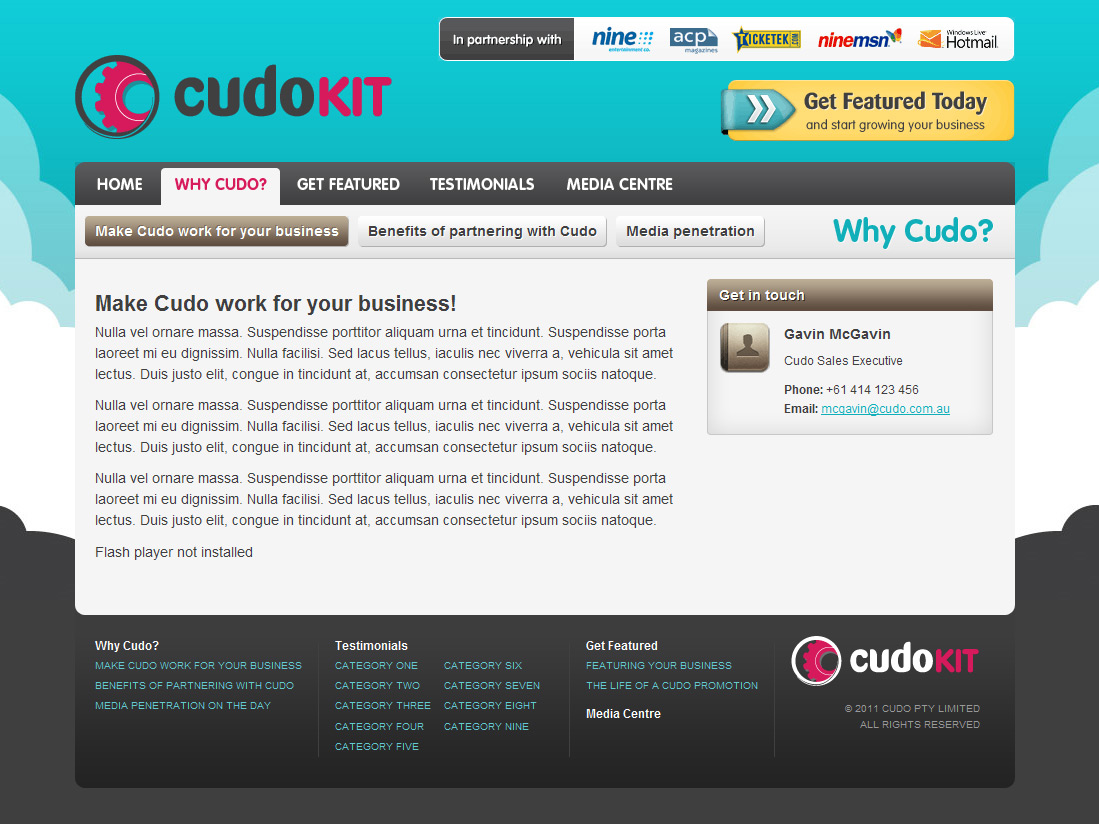 In partnership with
nine
entertainment co.
acp
magazines
TICKETEK.COM
ninemsn
Windows Live
Hotmail
cudoKIT
Get Featured Today
and start growing your business
HOME
WHY CUDO?
GET FEATURED
TESTIMONIALS
MEDIA CENTRE
Make Cudo work for your business
Benefits of partnering with Cudo
Media penetration
Why Cudo?
Make Cudo work for your business!
Nulla vel ornare massa. Suspendisse porttitor aliquam urna et tincidunt. Suspendisse porta
laoreet mi eu dignissim. Nulla facilisi. Sed lacus tellus, iaculis nec viverra a, vehicula sit amet
lectus. Duis justo elit, congue in tincidunt at, accumsan consectetur ipsum sociis natoque.
Nulla vel ornare massa. Suspendisse porttitor aliquam urna et tincidunt. Suspendisse porta
laoreet mi eu dignissim. Nulla facilisi. Sed lacus tellus, iaculis nec viverra a, vehicula sit amet
lectus. Duis justo elit, congue in tincidunt at, accumsan consectetur ipsum sociis natoque.
Nulla vel ornare massa. Suspendisse porttitor aliquam urna et tincidunt. Suspendisse porta
laoreet mi eu dignissim. Nulla facilisi. Sed lacus tellus, iaculis nec viverra a, vehicula sit amet
lectus. Duis justo elit, congue in tincidunt at, accumsan consectetur ipsum sociis natoque.
Flash player not installed
Get in touch
Gavin McGavin
Cudo Sales Executive
Phone: +61 414 123 456
Email: mcgavin@cudo.com.au
Why Cudo?
MAKE CUDO WORK FOR YOUR BUSINESS
BENEFITS OF PARTNERING WITH CUDO
MEDIA PENETRATION ON THE DAY
Testimonials
CATEGORY ONE
CATEGORY TWO
CATEGORY THREE
CATEGORY FOUR
CATEGORY FIVE
CATEGORY SIX
CATEGORY SEVEN
CATEGORY EIGHT
CATEGORY NINE
Get Featured
FEATURING YOUR BUSINESS
THE LIFE OF A CUDO PROMOTION
Media Centre
cudoKIT
© 2011 CUDO PTY LIMITED
ALL RIGHTS RESERVED